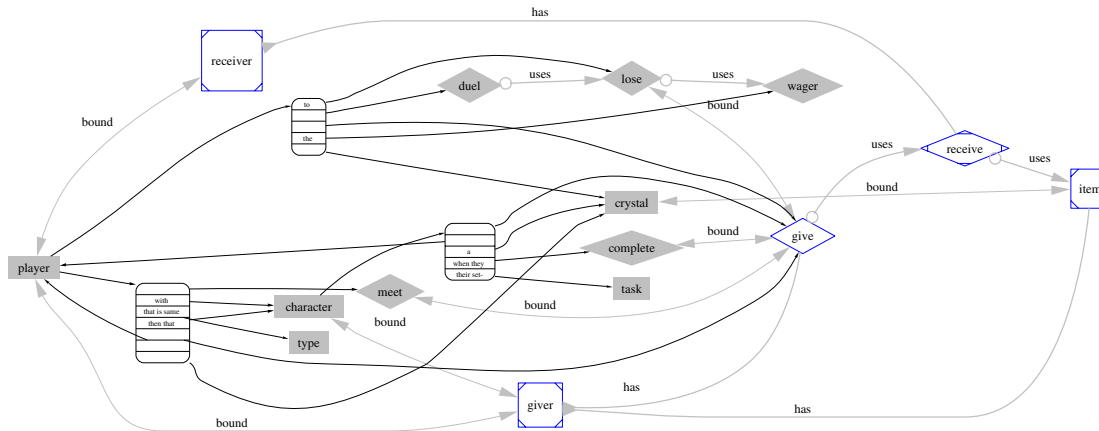 has
receiver
duel
uses
lose
uses
wager
bound
to
the
bound
receive
uses
uses
bound
item
crystal
give
bound
complete
a
when they
their set-
player
task
meet
bound
with
that is same
then that
character
bound
type
has
giver
has
bound